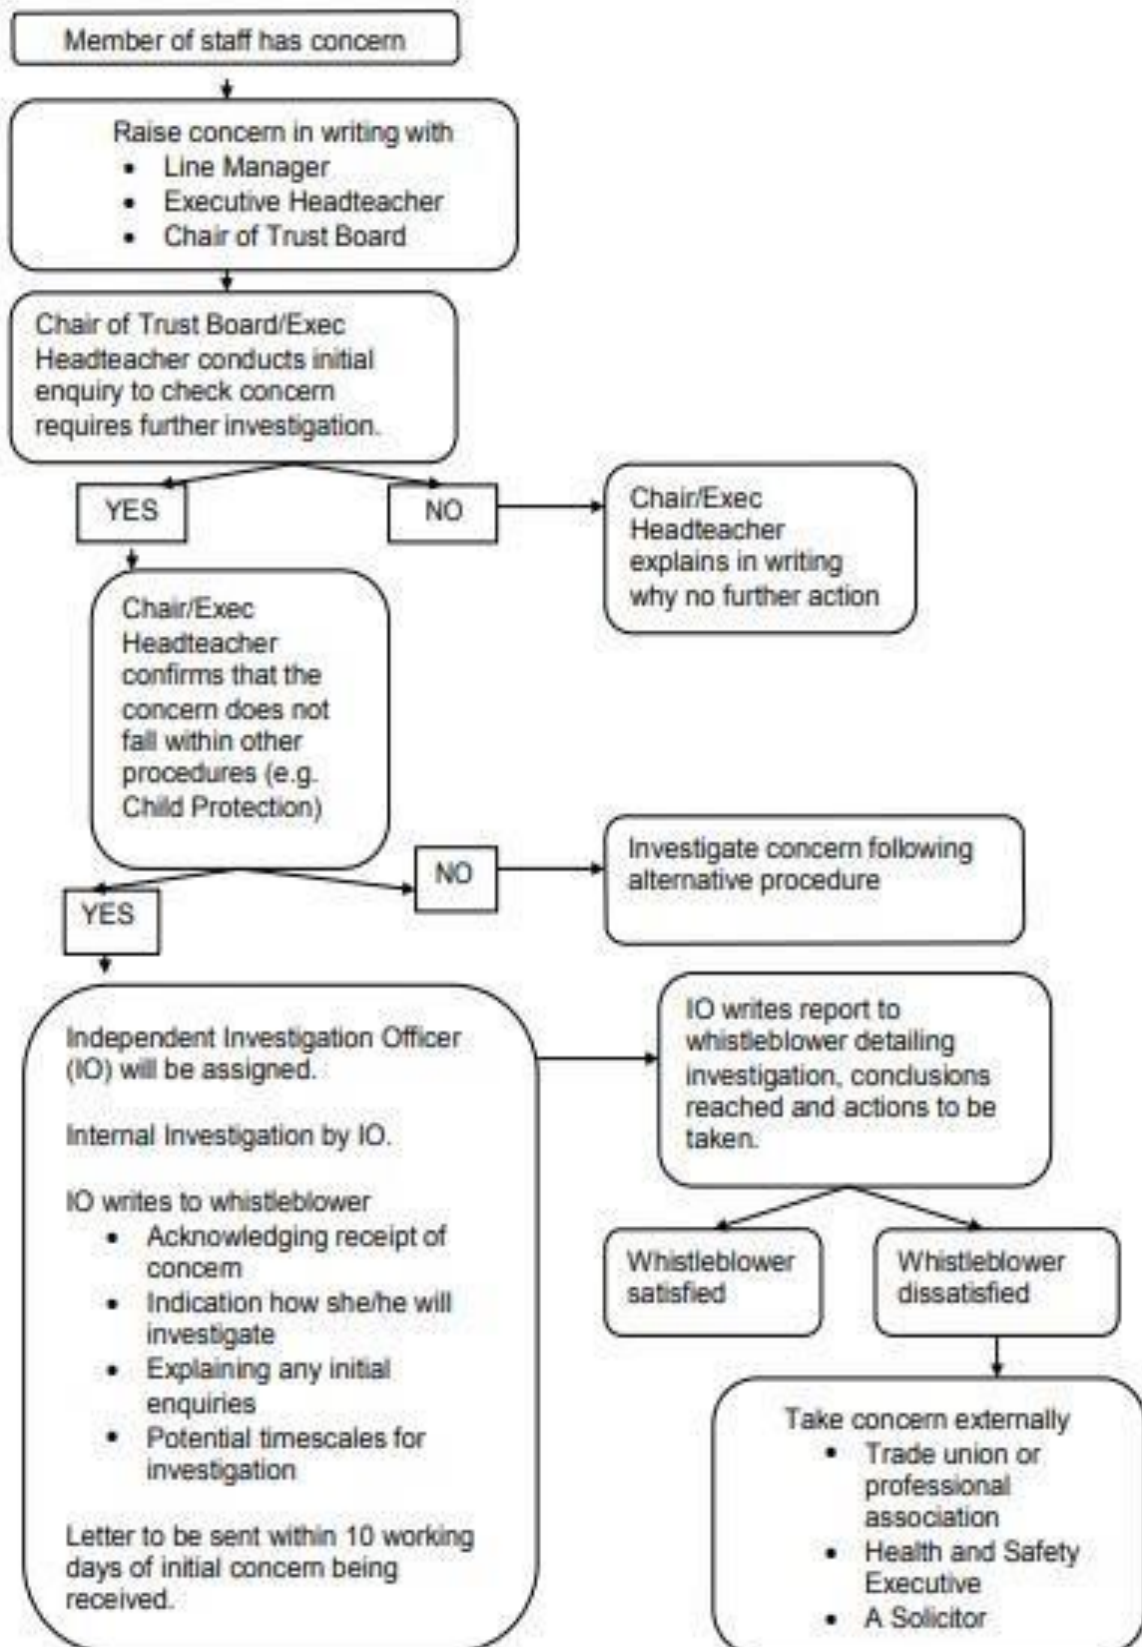 Member of staff has concern
Raise concern in writing with
• Line Manager
• Executive Headteacher
• Chair of Trust Board
Chair of Trust Board/Exec
Headteacher conducts initial
enquiry to check concern
requires further investigation.
YES
NO
Chair/Exec
Headteacher
explains in writing
why no further action
Chair/Exec
Headteacher
confirms that the
concern does not
fall within other
procedures (e.g.
Child Protection)
YES
NO
Investigate concern following
alternative procedure
Independent Investigation Officer
(IO) will be assigned.
Internal Investigation by IO.
IO writes to whistleblower
• Acknowledging receipt of
concern
• Indication how she/he will
investigate
• Explaining any initial
enquiries
• Potential timescales for
investigation
Letter to be sent within 10 working
days of initial concern being
received.
IO writes report to
whistleblower detailing
investigation, conclusions
reached and actions to be
taken.
Whistleblower
satisfied
Whistleblower
dissatisfied
Take concern externally
• Trade union or
professional
association
• Health and Safety
Executive
• A Solicitor